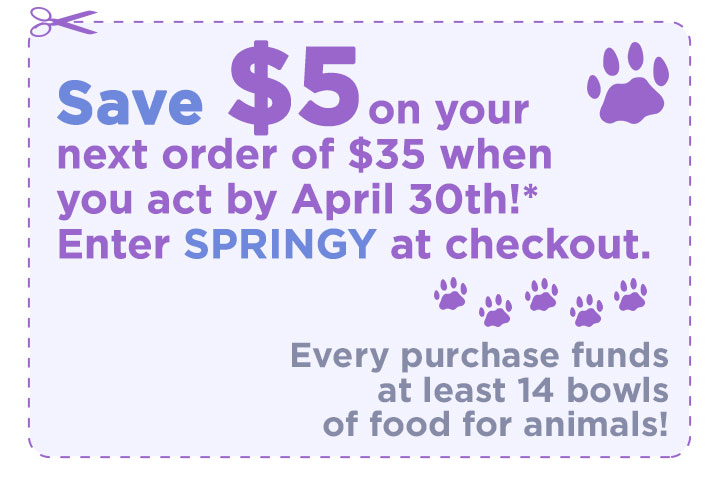 Save $5 on your
next order of $35 when
you act by April 30th!*
Enter SPRINGY at checkout.
Every purchase funds
at least 14 bowls
of food for animals!